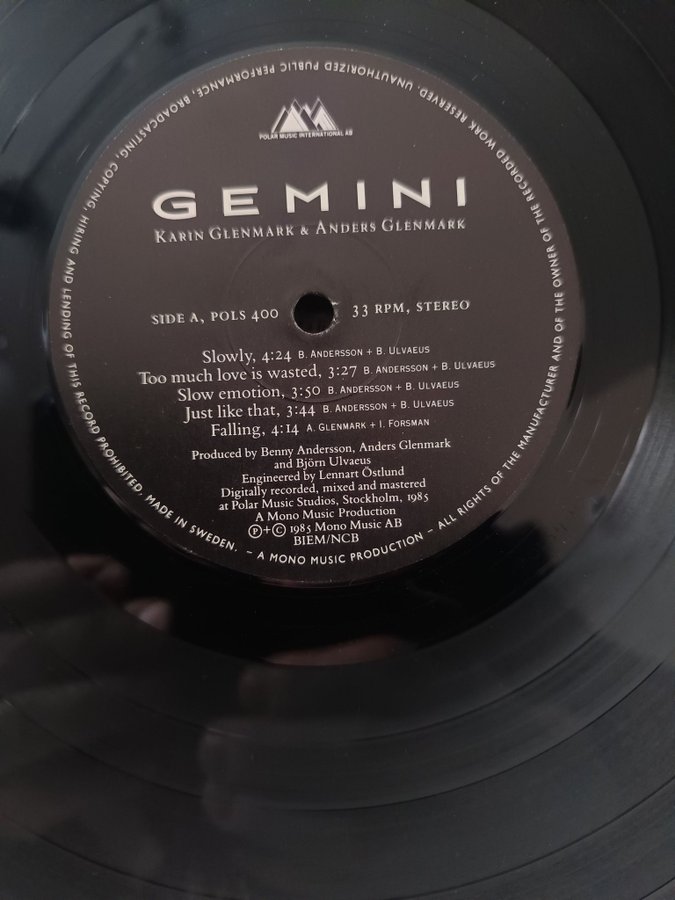 POLAR MUSIC INTERNATIONAL AB
GEMINI
KARIN GLENMARK & ANDERS GLENMARK
SIDE A, POLS 400
33 RPM, STEREO
Slowly, 4:24 B. ANDERSSON + B. ULVAEUS
Too much love is wasted, 3:27 B. ANDERSSON + B. ULVAEUS
Slow emotion, 3:50 B. ANDERSSON + B. ULVAEUS
Just like that, 3:44 B. ANDERSSON + B. ULVAEUS
Falling, 4:14 A. GLENMARK + I. FORSMAN
Produced by Benny Andersson, Anders Glenmark
and Björn Ulvaeus
Engineered by Lennart Östlund
Digitally recorded, mixed and mastered
at Polar Music Studios, Stockholm, 1985
A Mono Music Production
Ⓟ+© 1985 Mono Music AB
BIEM/NCB
– A MONO MUSIC PRODUCTION – ALL RIGHTS OF THE MANUFACTURER AND OF THE OWNER OF THE RECORDED WORK RESERVED. UNAUTHORIZED PUBLIC PERFORMANCE, BROADCASTING, COPYING, HIRING AND LENDING OF THIS RECORD PROHIBITED. MADE IN SWEDEN.